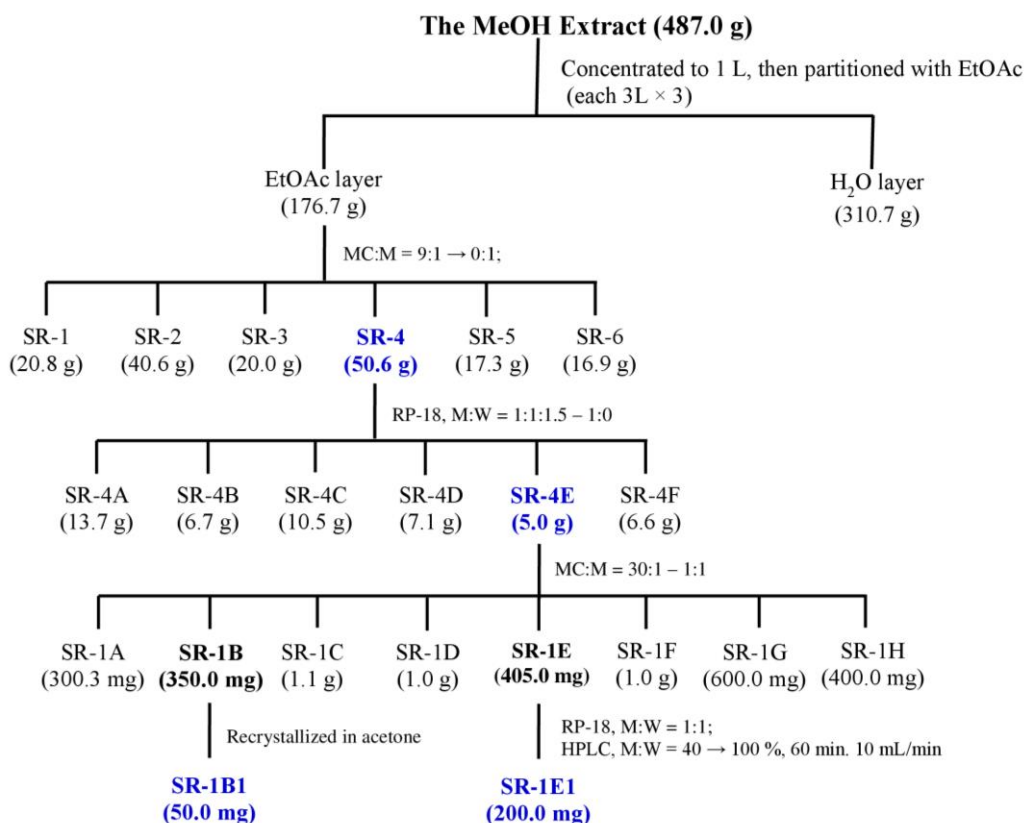 The MeOH Extract (487.0 g)
Concentrated to 1 L, then partitioned with EtOAc
(each 3L × 3)
EtOAc layer
(176.7 g)
H₂O layer
(310.7 g)
MC:M = 9:1 → 0:1;
SR-1 SR-2 SR-3 SR-4 SR-5 SR-6
(20.8 g) (40.6 g) (20.0 g) (50.6 g) (17.3 g) (16.9 g)
RP-18, M:W = 1:1:1.5 – 1:0
SR-4A SR-4B SR-4C SR-4D SR-4E SR-4F
(13.7 g) (6.7 g) (10.5 g) (7.1 g) (5.0 g) (6.6 g)
MC:M = 30:1 – 1:1
SR-1A SR-1B SR-1C SR-1D SR-1E SR-1F SR-1G SR-1H
(300.3 mg) (350.0 mg) (1.1 g) (1.0 g) (405.0 mg) (1.0 g) (600.0 mg) (400.0 mg)
Recrystallized in acetone
RP-18, M:W = 1:1;
HPLC, M:W = 40 → 100 %, 60 min. 10 mL/min
SR-1B1 SR-1E1
(50.0 mg) (200.0 mg)